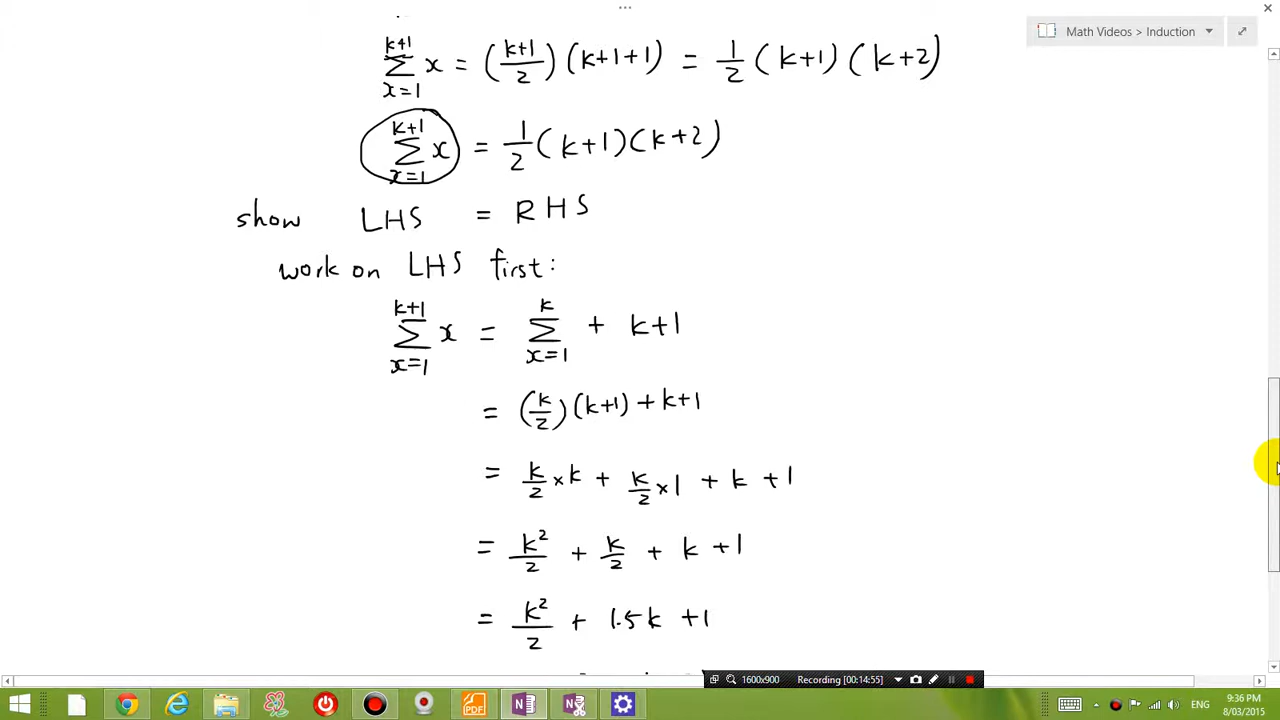 Math Videos > Induction
k+1 ∑ x=1 x = (k+1/2) (k+1+1) = 1/2 (k+1) (k+2)
k+1 ∑ x=1 x = 1/2 (k+1)(k+2)
show LHS = RHS
work on LHS first:
k+1 ∑ x=1 x = k ∑ x=1 + k+1
= (k/2)(k+1) + k+1
= k/2 × k + k/2 × 1 + k + 1
= k²/2 + k/2 + k + 1
= k²/2 + 1.5k + 1
1600x900 Recording [00:14:55]
PDF
ENG
9:36 PM
8/03/2015